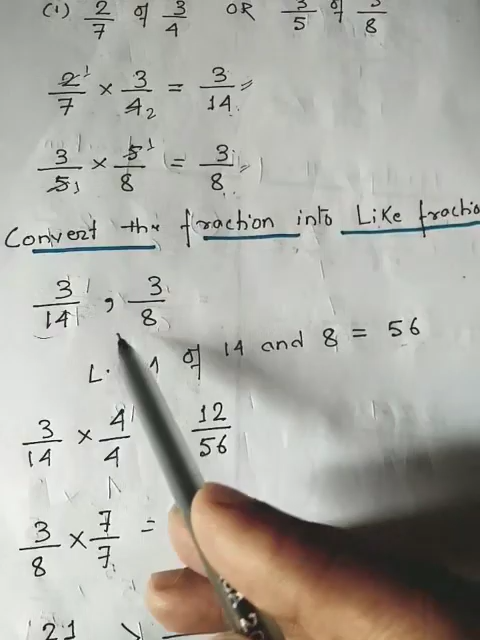 (i) 2/7 of 3/4 OR 3/5 of 5/8
2/7 × 3/4 2 = 3/14
3/5 × 5/8 = 3/8
Convert the fraction into Like fractio
3/14 , 3/8
L. of 14 and 8 = 56
3/14 × 4/4 12/56
3/8 × 7/7 =
21